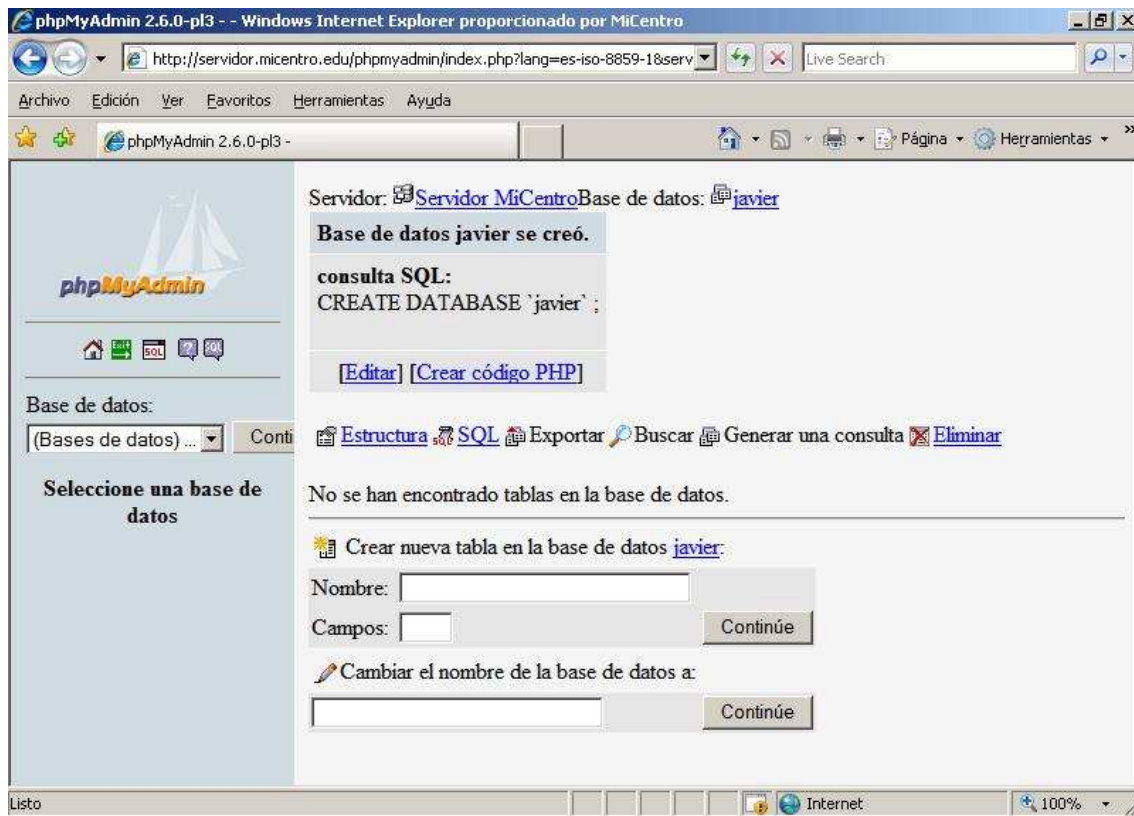 phpMyAdmin 2.6.0-pl3 - - Windows Internet Explorer proporcionado por MiCentro
http://servidor.micentro.edu/phpmyadmin/index.php?lang=es-iso-8859-1&serv
Live Search
Archivo Edición Ver Favoritos Herramientas Ayuda
phpMyAdmin 2.6.0-pl3 -
Página Herramientas
phpMyAdmin
Exit SQL ? SQL
Base de datos:
(Bases de datos) ... Conti
Seleccione una base de
datos
Servidor: Servidor MiCentroBase de datos: javier
Base de datos javier se creó.
consulta SQL:
CREATE DATABASE `javier` ;
[Editar] [Crear código PHP]
Estructura SQL Exportar Buscar Generar una consulta Eliminar
No se han encontrado tablas en la base de datos.
Crear nueva tabla en la base de datos javier:
Nombre:
Campos: Continúe
Cambiar el nombre de la base de datos a:
Continúe
Listo Internet 100%